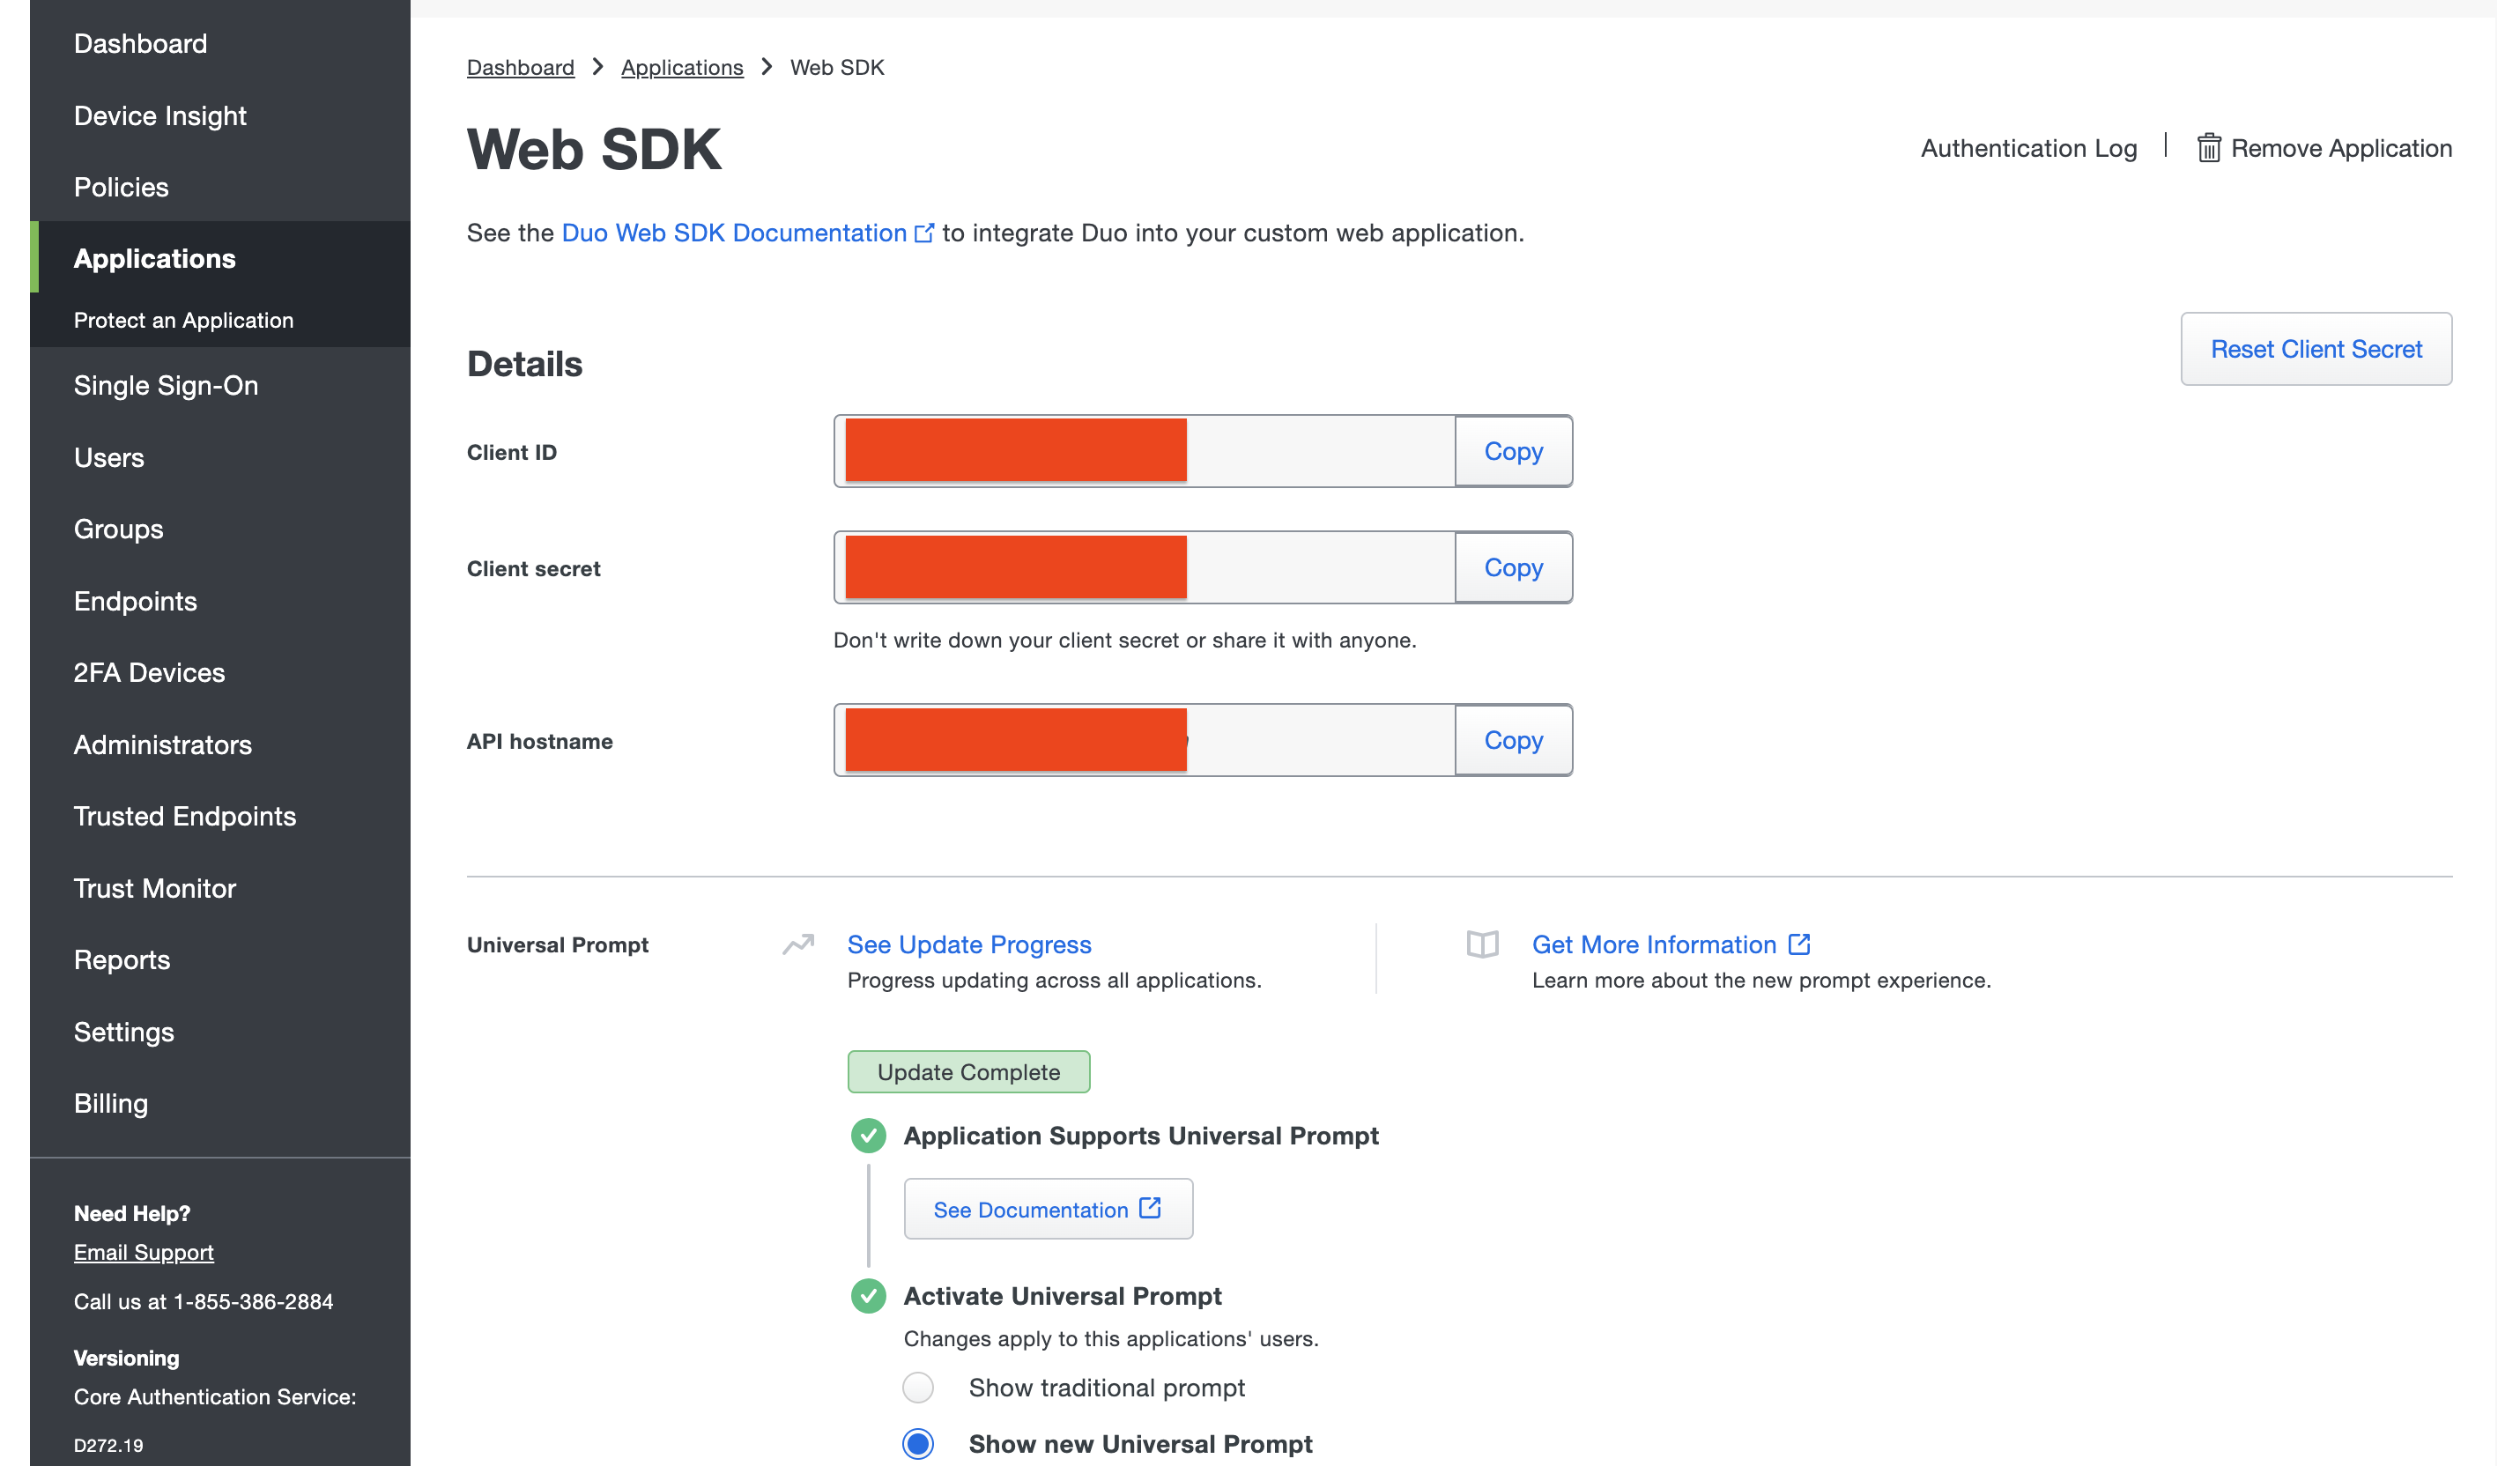 Dashboard
Device Insight
Policies
Applications
Protect an Application
Single Sign-On
Users
Groups
Endpoints
2FA Devices
Administrators
Trusted Endpoints
Trust Monitor
Reports
Settings
Billing
Need Help?
Email Support
Call us at 1-855-386-2884
Versioning
Core Authentication Service:
D272.19
Dashboard > Applications > Web SDK
Web SDK
Authentication Log | Remove Application
See the Duo Web SDK Documentation to integrate Duo into your custom web application.
Details
Reset Client Secret
Client ID
Copy
Client secret
Copy
Don't write down your client secret or share it with anyone.
API hostname
Copy
Universal Prompt
See Update Progress
Progress updating across all applications.
Get More Information
Learn more about the new prompt experience.
Update Complete
Application Supports Universal Prompt
See Documentation
Activate Universal Prompt
Changes apply to this applications' users.
Show traditional prompt
Show new Universal Prompt